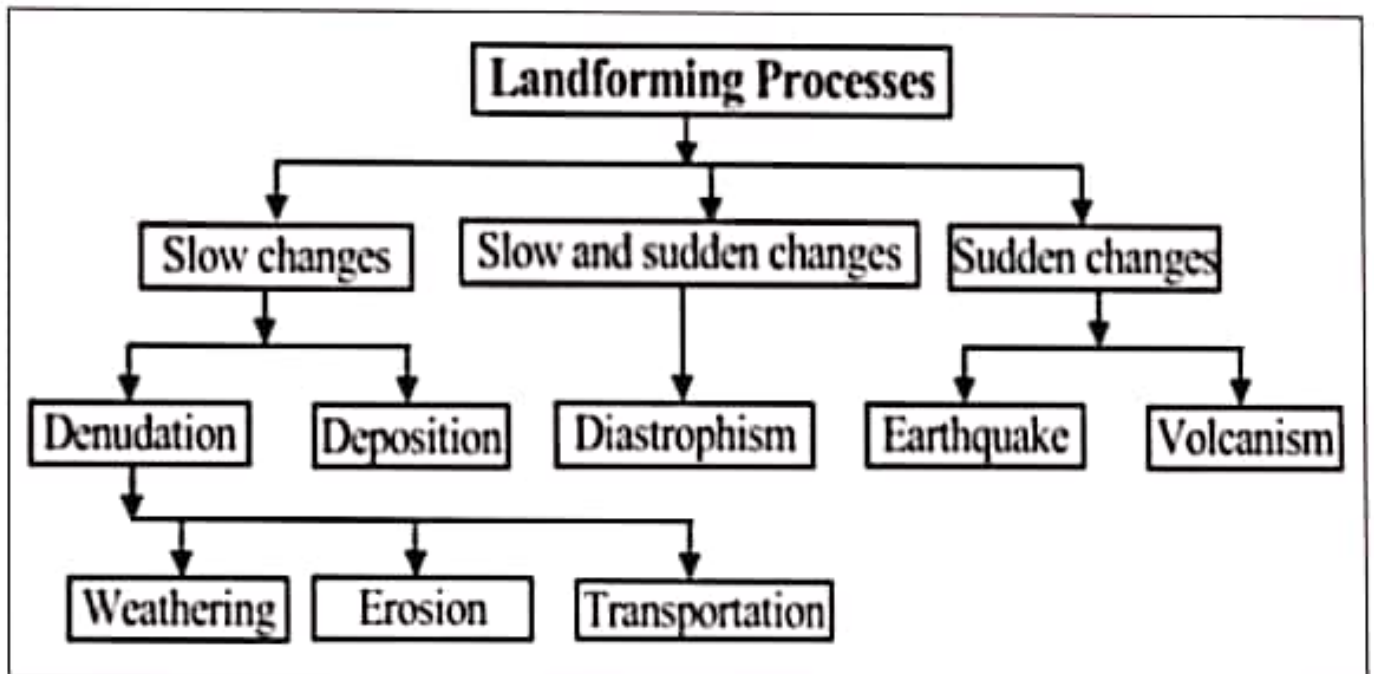 Landforming Processes
Slow changes
Slow and sudden changes
Sudden changes
Denudation
Deposition
Diastrophism
Earthquake
Volcanism
Weathering
Erosion
Transportation